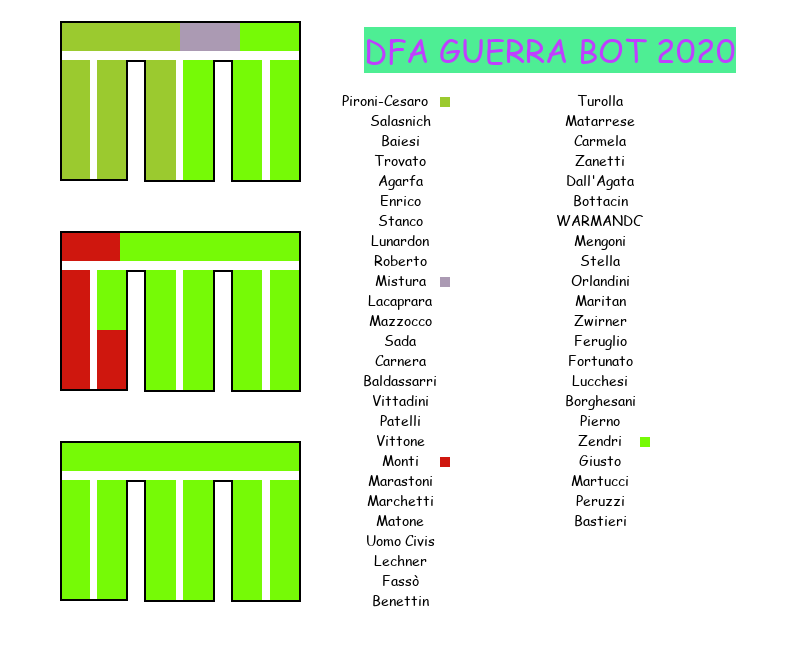 DFA GUERRA BOT 2020
Pironi-Cesaro
Salasnich
Baiesi
Trovato
Agarfa
Enrico
Stanco
Lunardon
Roberto
Mistura
Lacaprara
Mazzocco
Sada
Carnera
Baldassarri
Vittadini
Patelli
Vittone
Monti
Marastoni
Marchetti
Matone
Uomo Civis
Lechner
Fassò
Benettin
Turolla
Matarrese
Carmela
Zanetti
Dall'Agata
Bottacin
WARMANDC
Mengoni
Stella
Orlandini
Maritan
Zwirner
Feruglio
Fortunato
Lucchesi
Borghesani
Pierno
Zendri
Giusto
Martucci
Peruzzi
Bastieri